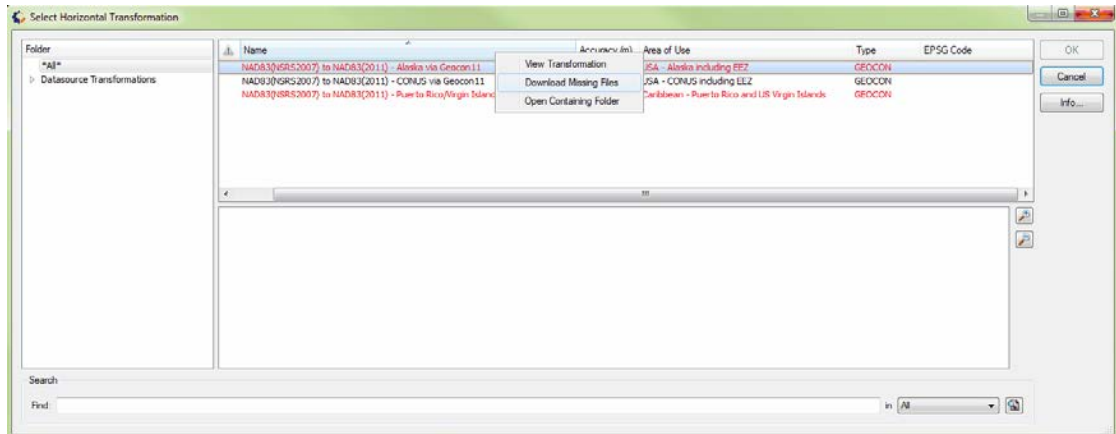 Select Horizontal Transformation
Folder
*All*
Datasource Transformations
Name Accuracy (m) Area of Use Type EPSG Code
NAD83(NSRS2007) to NAD83(2011) - Alaska via Geocon11 USA - Alaska including EEZ GEOCON
NAD83(NSRS2007) to NAD83(2011) - CONUS via Geocon11 USA - CONUS including EEZ GEOCON
NAD83(NSRS2007) to NAD83(2011) - Puerto Rico/Virgin Island Caribbean - Puerto Rico and US Virgin Islands GEOCON
View Transformation
Download Missing Files
Open Containing Folder
OK
Cancel
Info...
Search
Find: in All